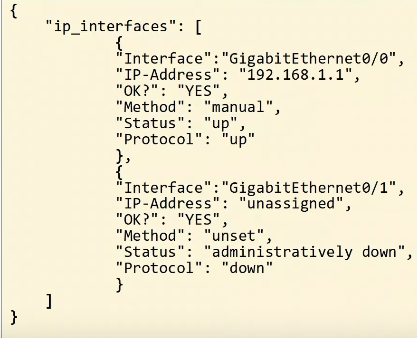 {
"ip_interfaces": [
{
"Interface":"GigabitEthernet0/0",
"IP-Address": "192.168.1.1",
"OK?": "YES",
"Method": "manual",
"Status": "up",
"Protocol": "up"
},
{
"Interface":"GigabitEthernet0/1",
"IP-Address": "unassigned",
"OK?": "YES",
"Method": "unset",
"Status": "administratively down",
"Protocol": "down"
}
]
}